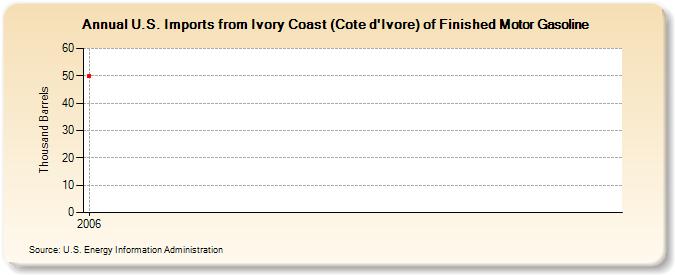 Annual U.S. Imports from Ivory Coast (Cote d'Ivore) of Finished Motor Gasoline
Thousand Barrels
60
50
40
30
20
10
0
2006
Source: U.S. Energy Information Administration